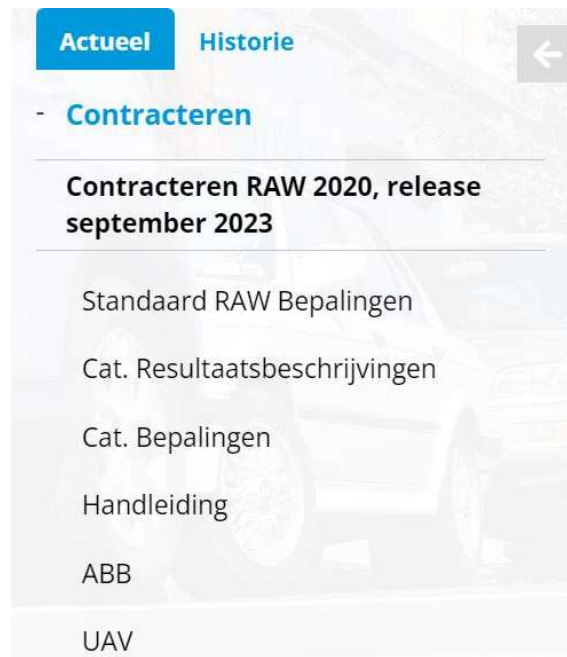 Actueel Historie
- Contracteren
Contracteren RAW 2020, release
september 2023
Standaard RAW Bepalingen
Cat. Resultaatsbeschrijvingen
Cat. Bepalingen
Handleiding
ABB
UAV